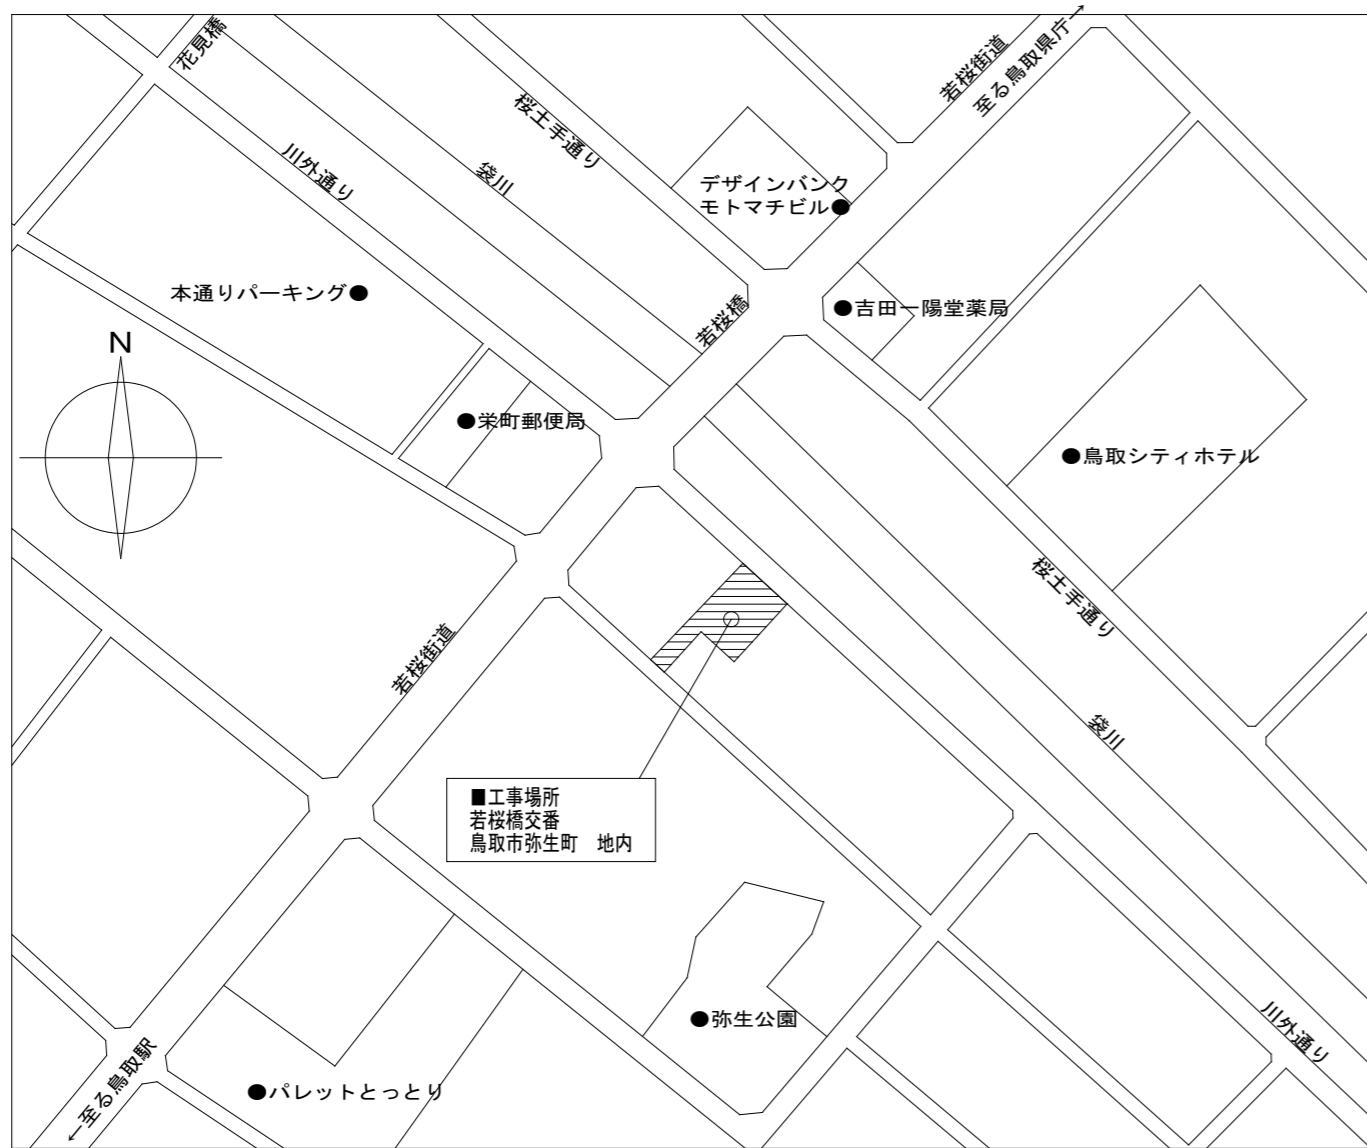 至る鳥取県庁→
若桜街道
花見橋
桜土手通り
川外通り
袋川
デザインバンク
モトマチビル●
本通りパーキング●
若桜橋
●吉田一陽堂薬局
N
●栄町郵便局
●鳥取シティホテル
桜土手通り
若桜街道
袋川
■工事場所
若桜橋交番
鳥取市弥生町　地内
●弥生公園
川外通り
←至る鳥取駅
●パレットとっとり